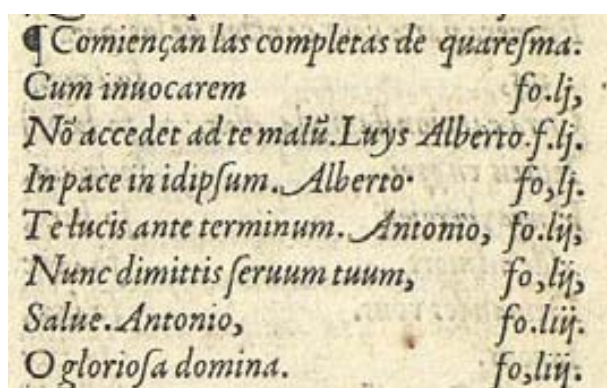 ¶ Comiençan las completas de quareſma.
Cum inuocarem fo.lj,
Nõ accedet ad te malũ. Luys Alberto. f.lj.
In pace in idipſum. Alberto· fo,lj.
Te lucis ante terminum. Antonio, fo.lij,
Nunc dimittis ſeruum tuum, fo,lij,
Salue. Antonio, fo.liij.
O glorioſa domina. fo,liij.